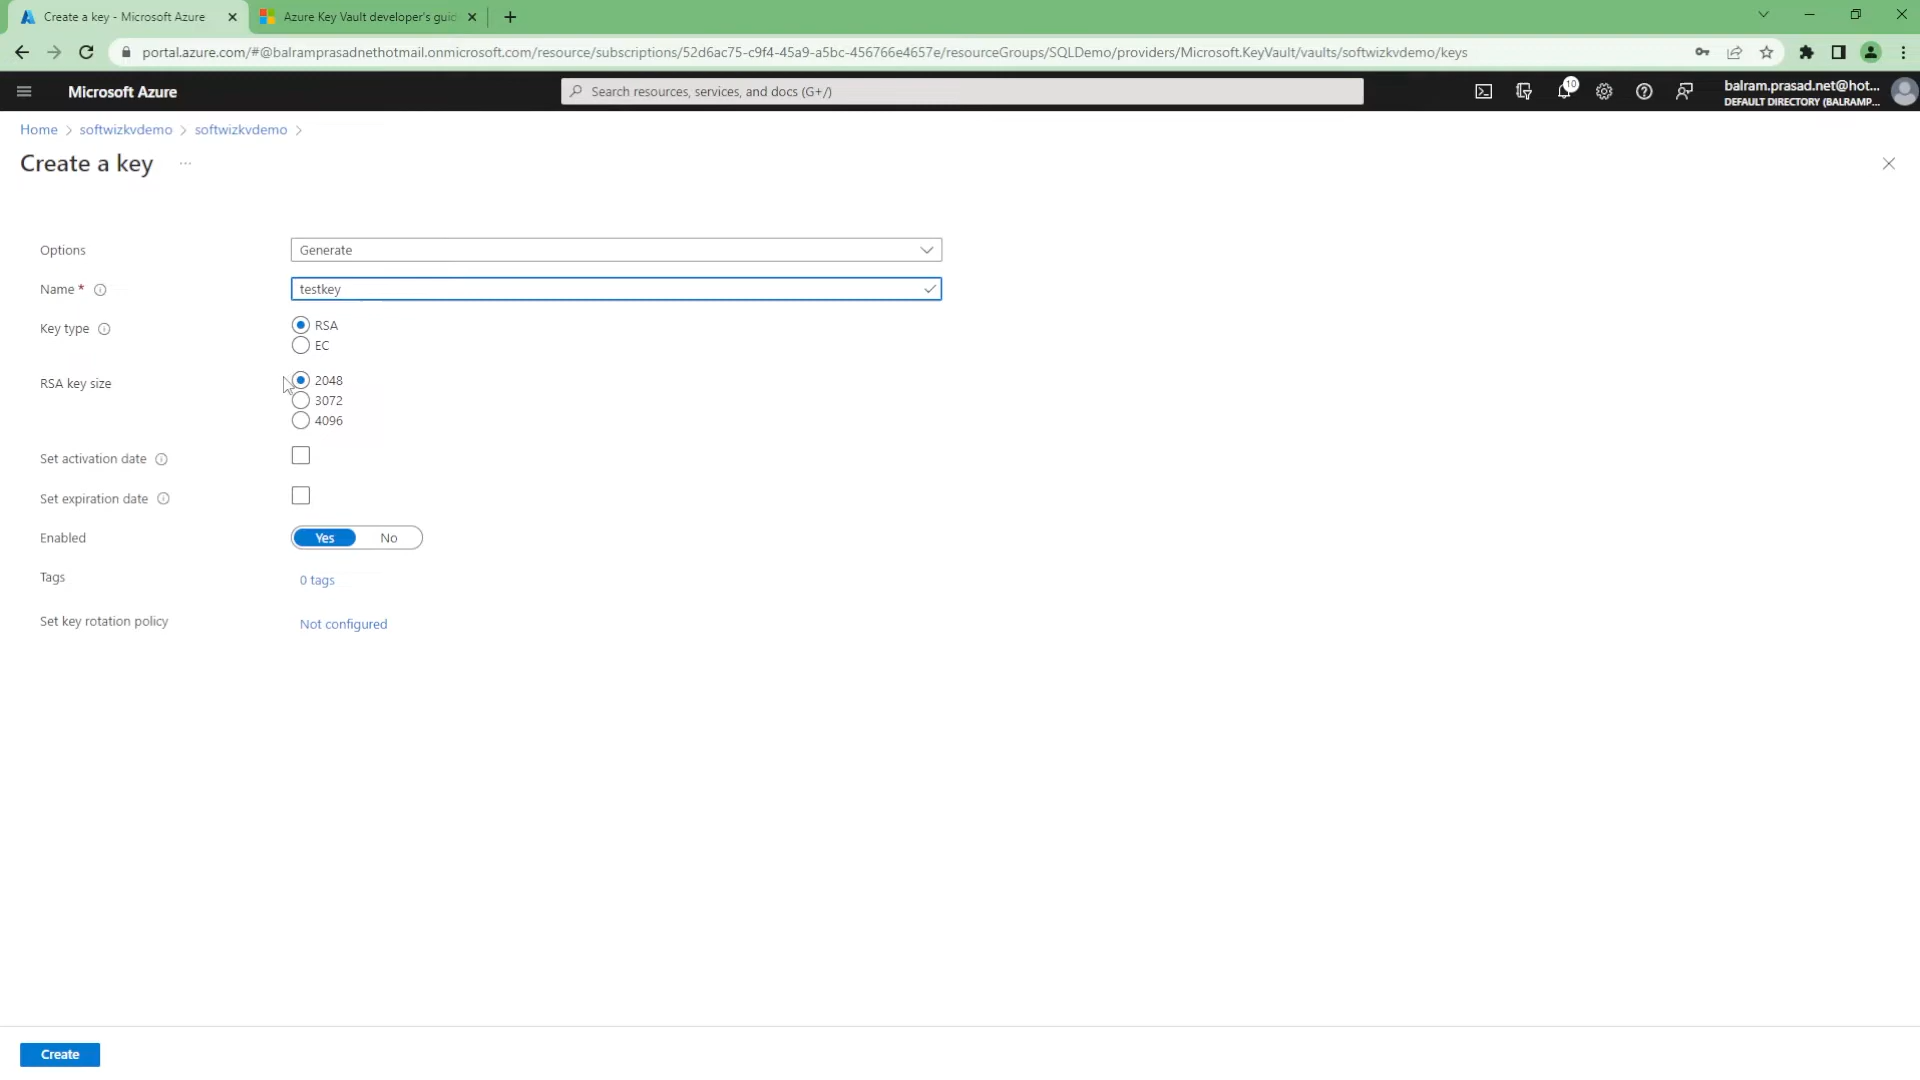 Create a key - Microsoft Azure
Azure Key Vault developer's guid
portal.azure.com/#@balramprasadnethotmail.onmicrosoft.com/resource/subscriptions/52d6ac75-c9f4-45a9-a5bc-456766e4657e/resourceGroups/SQLDemo/providers/Microsoft.KeyVault/vaults/softwizkvdemo/keys
Microsoft Azure
Search resources, services, and docs (G+/)
10
balram.prasad.net@hot...
DEFAULT DIRECTORY (BALRAMP...
Home > softwizkvdemo > softwizkvdemo >
Create a key ...
Options
Generate
Name *
testkey
Key type
RSA
EC
RSA key size
2048
3072
4096
Set activation date
Set expiration date
Enabled
Yes No
Tags
0 tags
Set key rotation policy
Not configured
Create